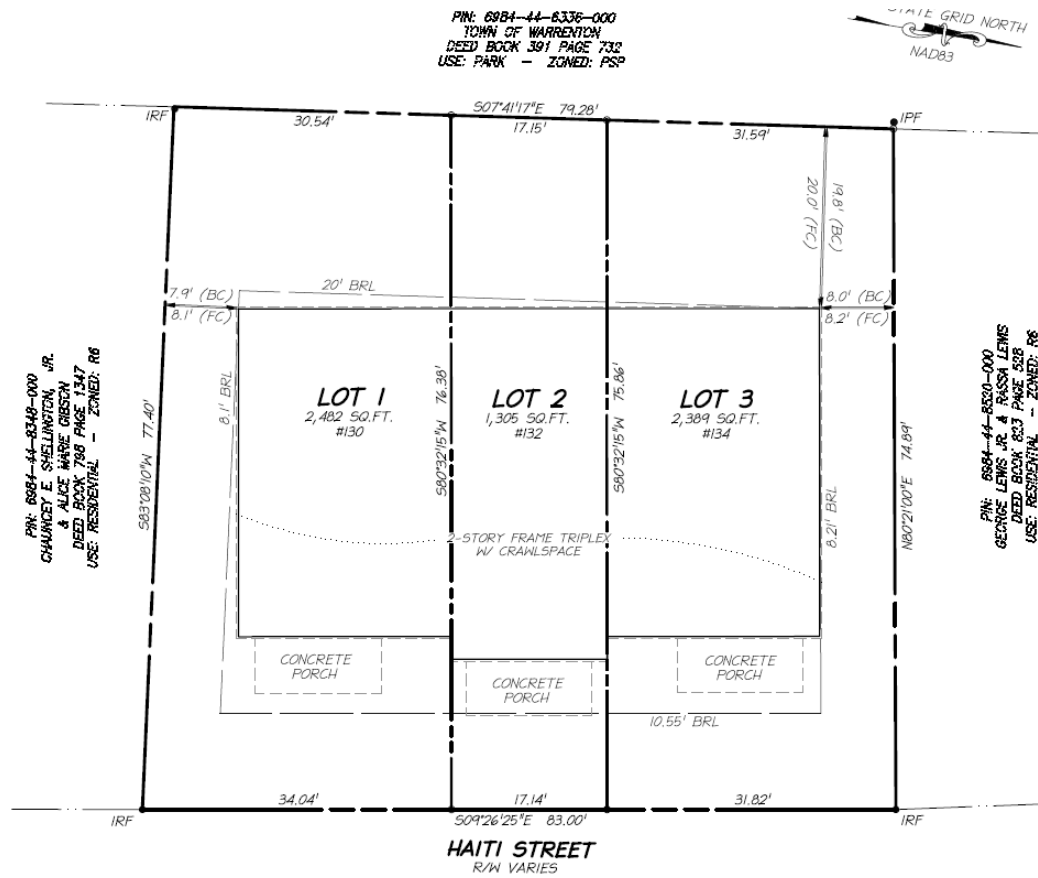 PIN: 6984-44-6336-000
TOWN OF WARRENTON
DEED BOOK 391 PAGE 732
USE: PARK - ZONED: PSP
STATE GRID NORTH
NAD83
IRF
30.54'
S07°41'17"E 79.28'
17.15'
31.59'
IPF
20.0' (FC)
19.8' (BC)
7.9' (BC)
8.1' (FC)
20' BRL
8.0' (BC)
8.2' (FC)
PIN: 6984-44-8348-000
CHAUNCEY E. SHELLINGTON, JR.
& ALICE MARIE GIBSON
DEED BOOK 798 PAGE 1347
USE: RESIDENTIAL - ZONED: R6
S83°08'10"W 77.40'
8.1' BRL
LOT 1
2,482 SQ.FT.
#130
S80°32'15"W 76.38'
LOT 2
1,305 SQ.FT.
#132
S80°32'15"W 75.86'
LOT 3
2,389 SQ.FT.
#134
8.21' BRL
N80°21'00"E 74.89'
PIN: 6984-44-8520-000
GEORGE LEWIS JR. & RASSA LEWIS
DEED BOOK 823 PAGE 528
USE: RESIDENTIAL - ZONED: R6
2-STORY FRAME TRIPLEX
W/ CRAWLSPACE
CONCRETE
PORCH
CONCRETE
PORCH
CONCRETE
PORCH
10.55' BRL
IRF
34.04'
17.14'
31.82'
IRF
S09°26'25"E 83.00'
HAITI STREET
R/W VARIES